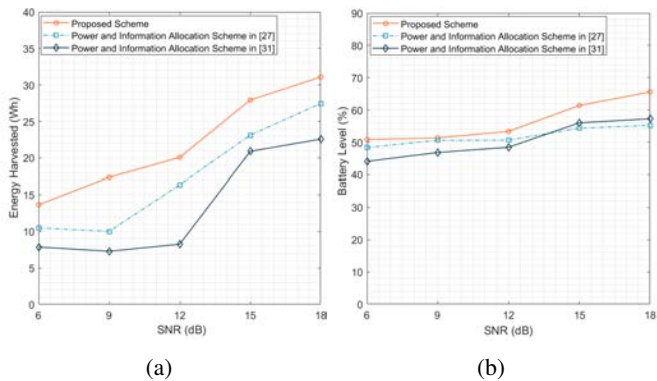 40
35
30
25
20
15
10
5
0
Energy Harvested (Wh)
Proposed Scheme
Power and Information Allocation Scheme in [27]
Power and Information Allocation Scheme in [31]
6 9 12 15 18
SNR (dB)
(a)
90
80
70
60
50
40
30
20
10
0
Battery Level (%)
Proposed Scheme
Power and Information Allocation Scheme in [27]
Power and Information Allocation Scheme in [31]
6 9 12 15 18
SNR (dB)
(b)